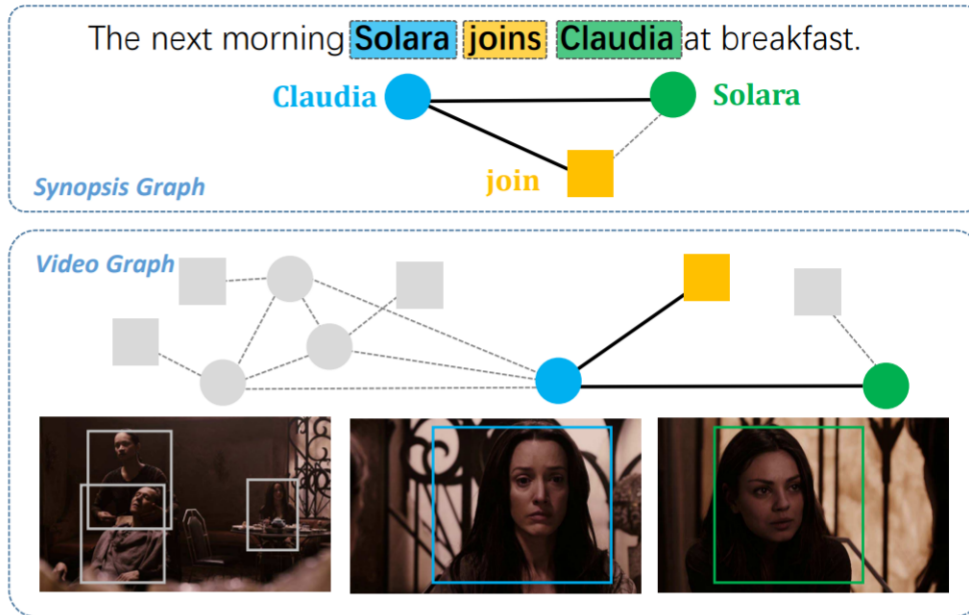 The next morning Solara joins Claudia at breakfast.
Claudia
Solara
join
Synopsis Graph
Video Graph